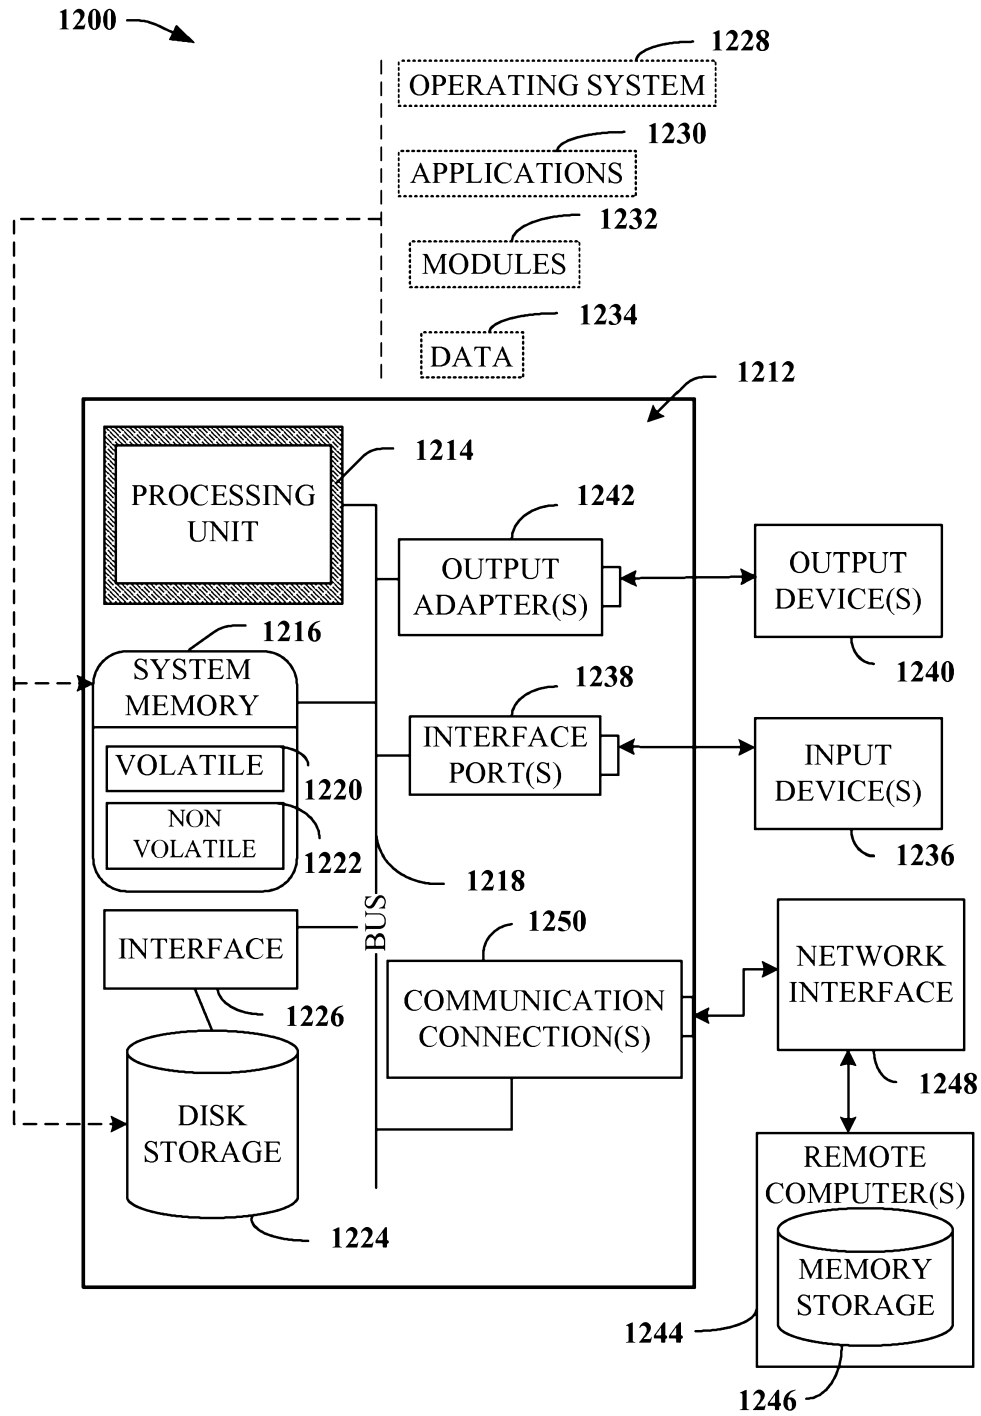 1200
1228
OPERATING SYSTEM
1230
APPLICATIONS
1232
MODULES
1234
DATA
1212
1214
PROCESSING
UNIT
1242
OUTPUT
ADAPTER(S)
OUTPUT
DEVICE(S)
1240
1216
SYSTEM
MEMORY
VOLATILE
1220
NON
VOLATILE
1222
1238
INTERFACE
PORT(S)
INPUT
DEVICE(S)
1236
1218
BUS
INTERFACE
1226
1250
COMMUNICATION
CONNECTION(S)
NETWORK
INTERFACE
1248
DISK
STORAGE
1224
REMOTE
COMPUTER(S)
MEMORY
STORAGE
1244
1246